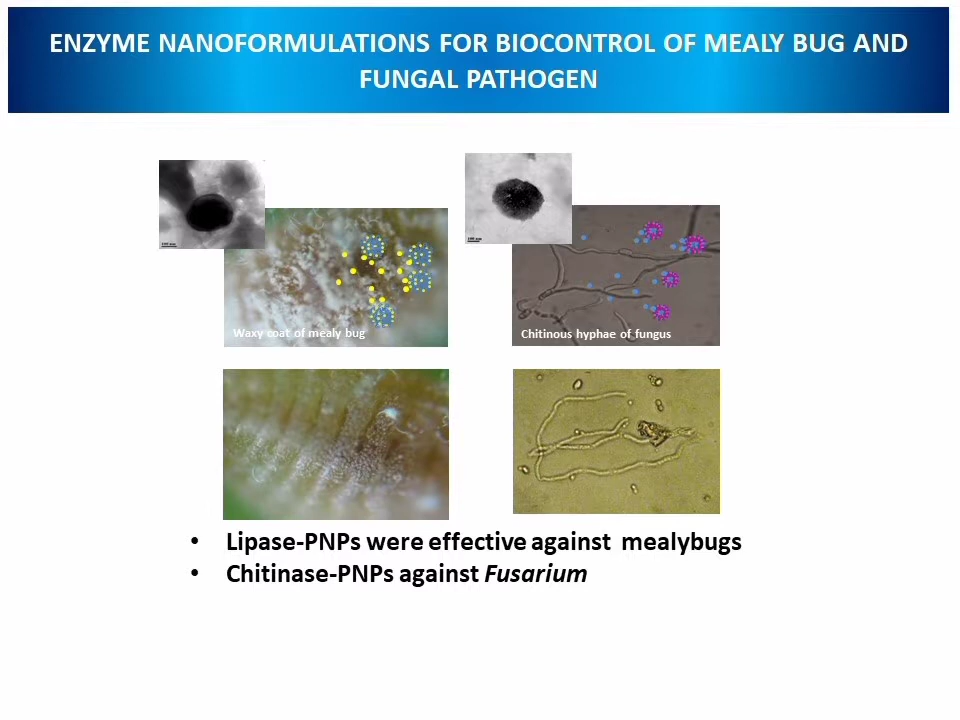 ENZYME NANOFORMULATIONS FOR BIOCONTROL OF MEALY BUG AND
FUNGAL PATHOGEN
Waxy coat of mealy bug
Chitinous hyphae of fungus
• Lipase-PNPs were effective against mealybugs
• Chitinase-PNPs against Fusarium